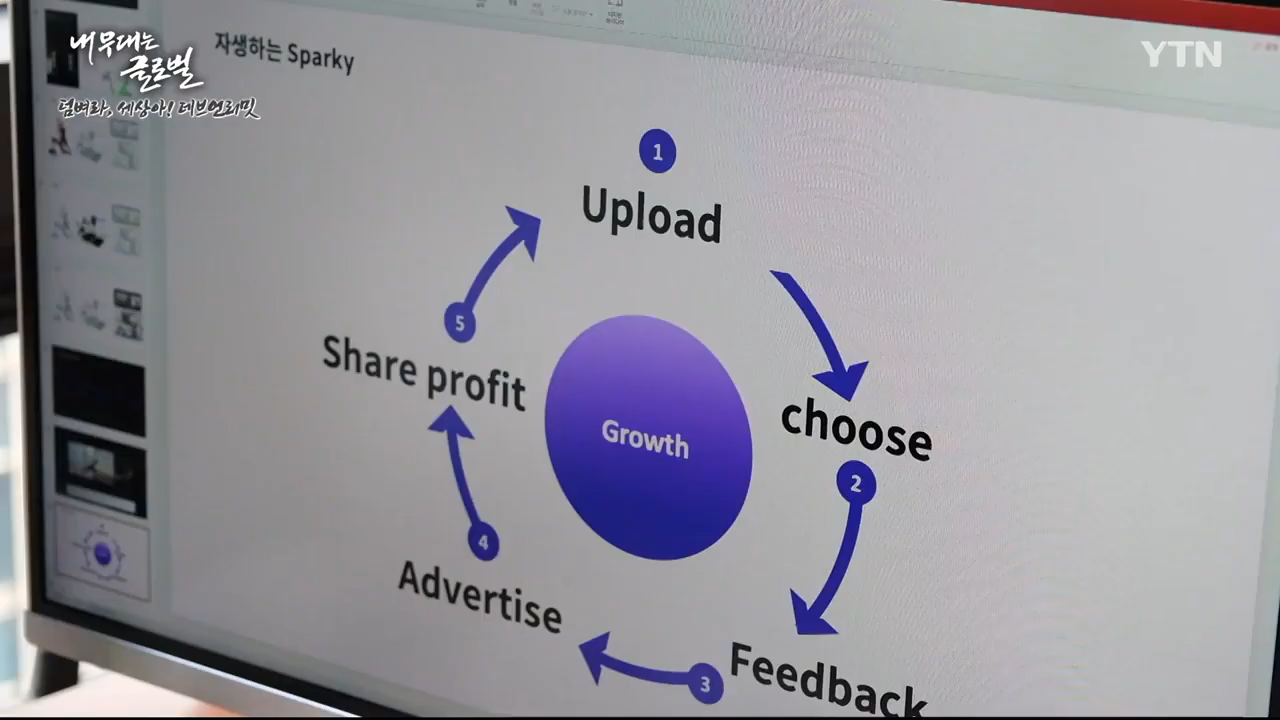 내 무대는
글로벌
덤벼라, 세상아! 데브언리밋
YTN
자생하는 Sparky
1
Upload
choose
2
Feedback
3
Advertise
4
Share profit
5
Growth